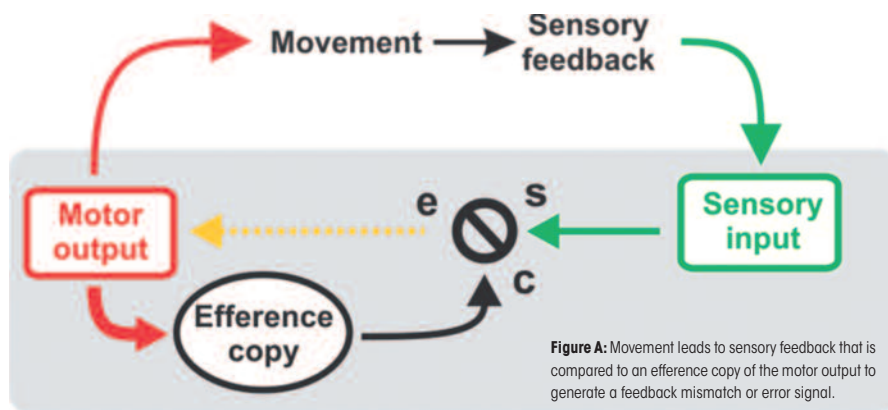 Movement
Sensory
feedback
Motor
output
e
s
Sensory
input
c
Efference
copy
Figure A: Movement leads to sensory feedback that is
compared to an efference copy of the motor output to
generate a feedback mismatch or error signal.